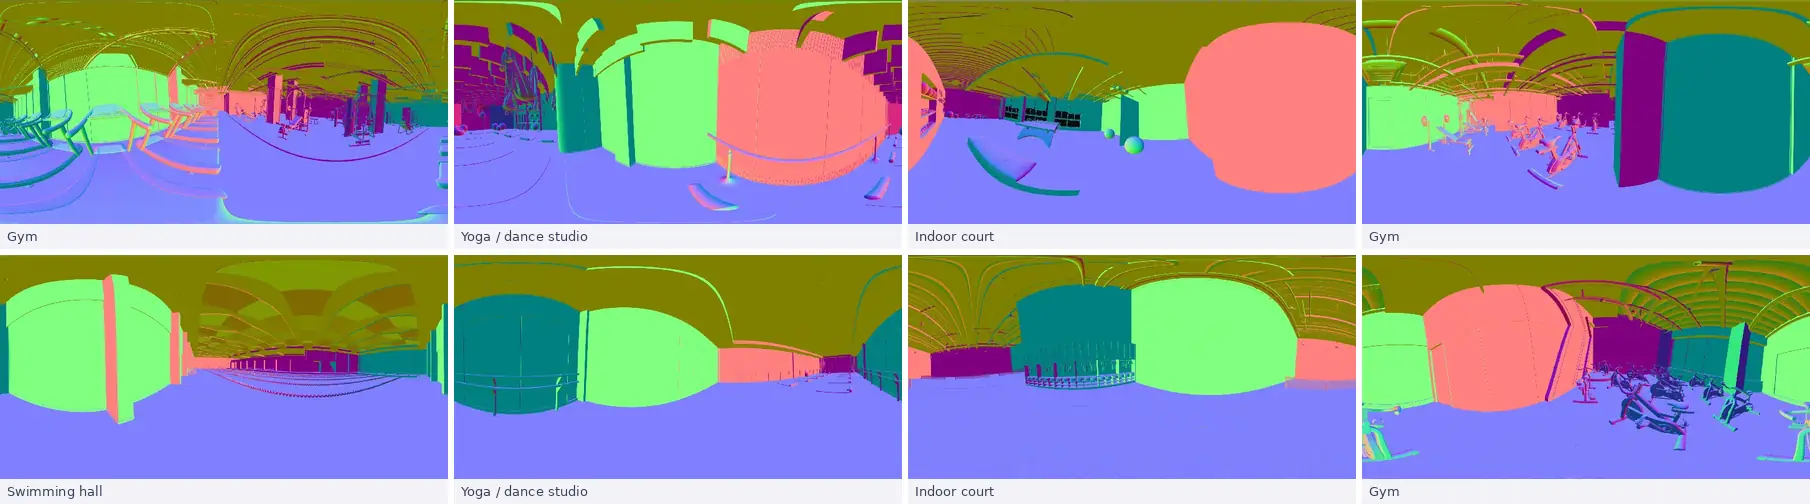 Gym
Yoga / dance studio
Indoor court
Gym
Swimming hall
Yoga / dance studio
Indoor court
Gym